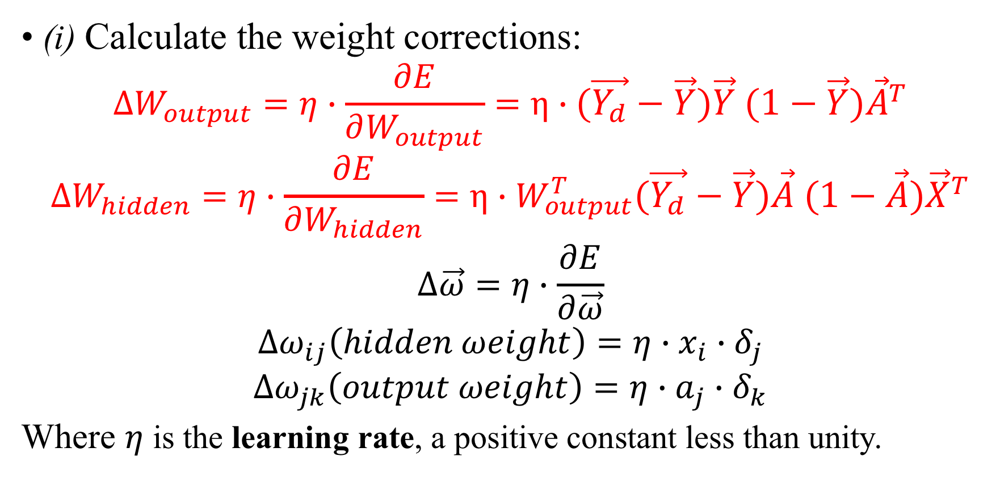 • (i) Calculate the weight corrections:
$\Delta W_{output} = \eta \cdot \frac{\partial E}{\partial W_{output}} = \eta \cdot (\overrightarrow{Y_d} - \vec{Y})\vec{Y}\,(1 - \vec{Y})\vec{A}^T$
$\Delta W_{hidden} = \eta \cdot \frac{\partial E}{\partial W_{hidden}} = \eta \cdot W_{output}^T(\overrightarrow{Y_d} - \vec{Y})\vec{A}\,(1 - \vec{A})\vec{X}^T$
$\Delta\vec{\omega} = \eta \cdot \frac{\partial E}{\partial \vec{\omega}}$
$\Delta\omega_{ij}(hidden\ \omega eight) = \eta \cdot x_i \cdot \delta_j$
$\Delta\omega_{jk}(output\ \omega eight) = \eta \cdot a_j \cdot \delta_k$
Where η is the learning rate, a positive constant less than unity.